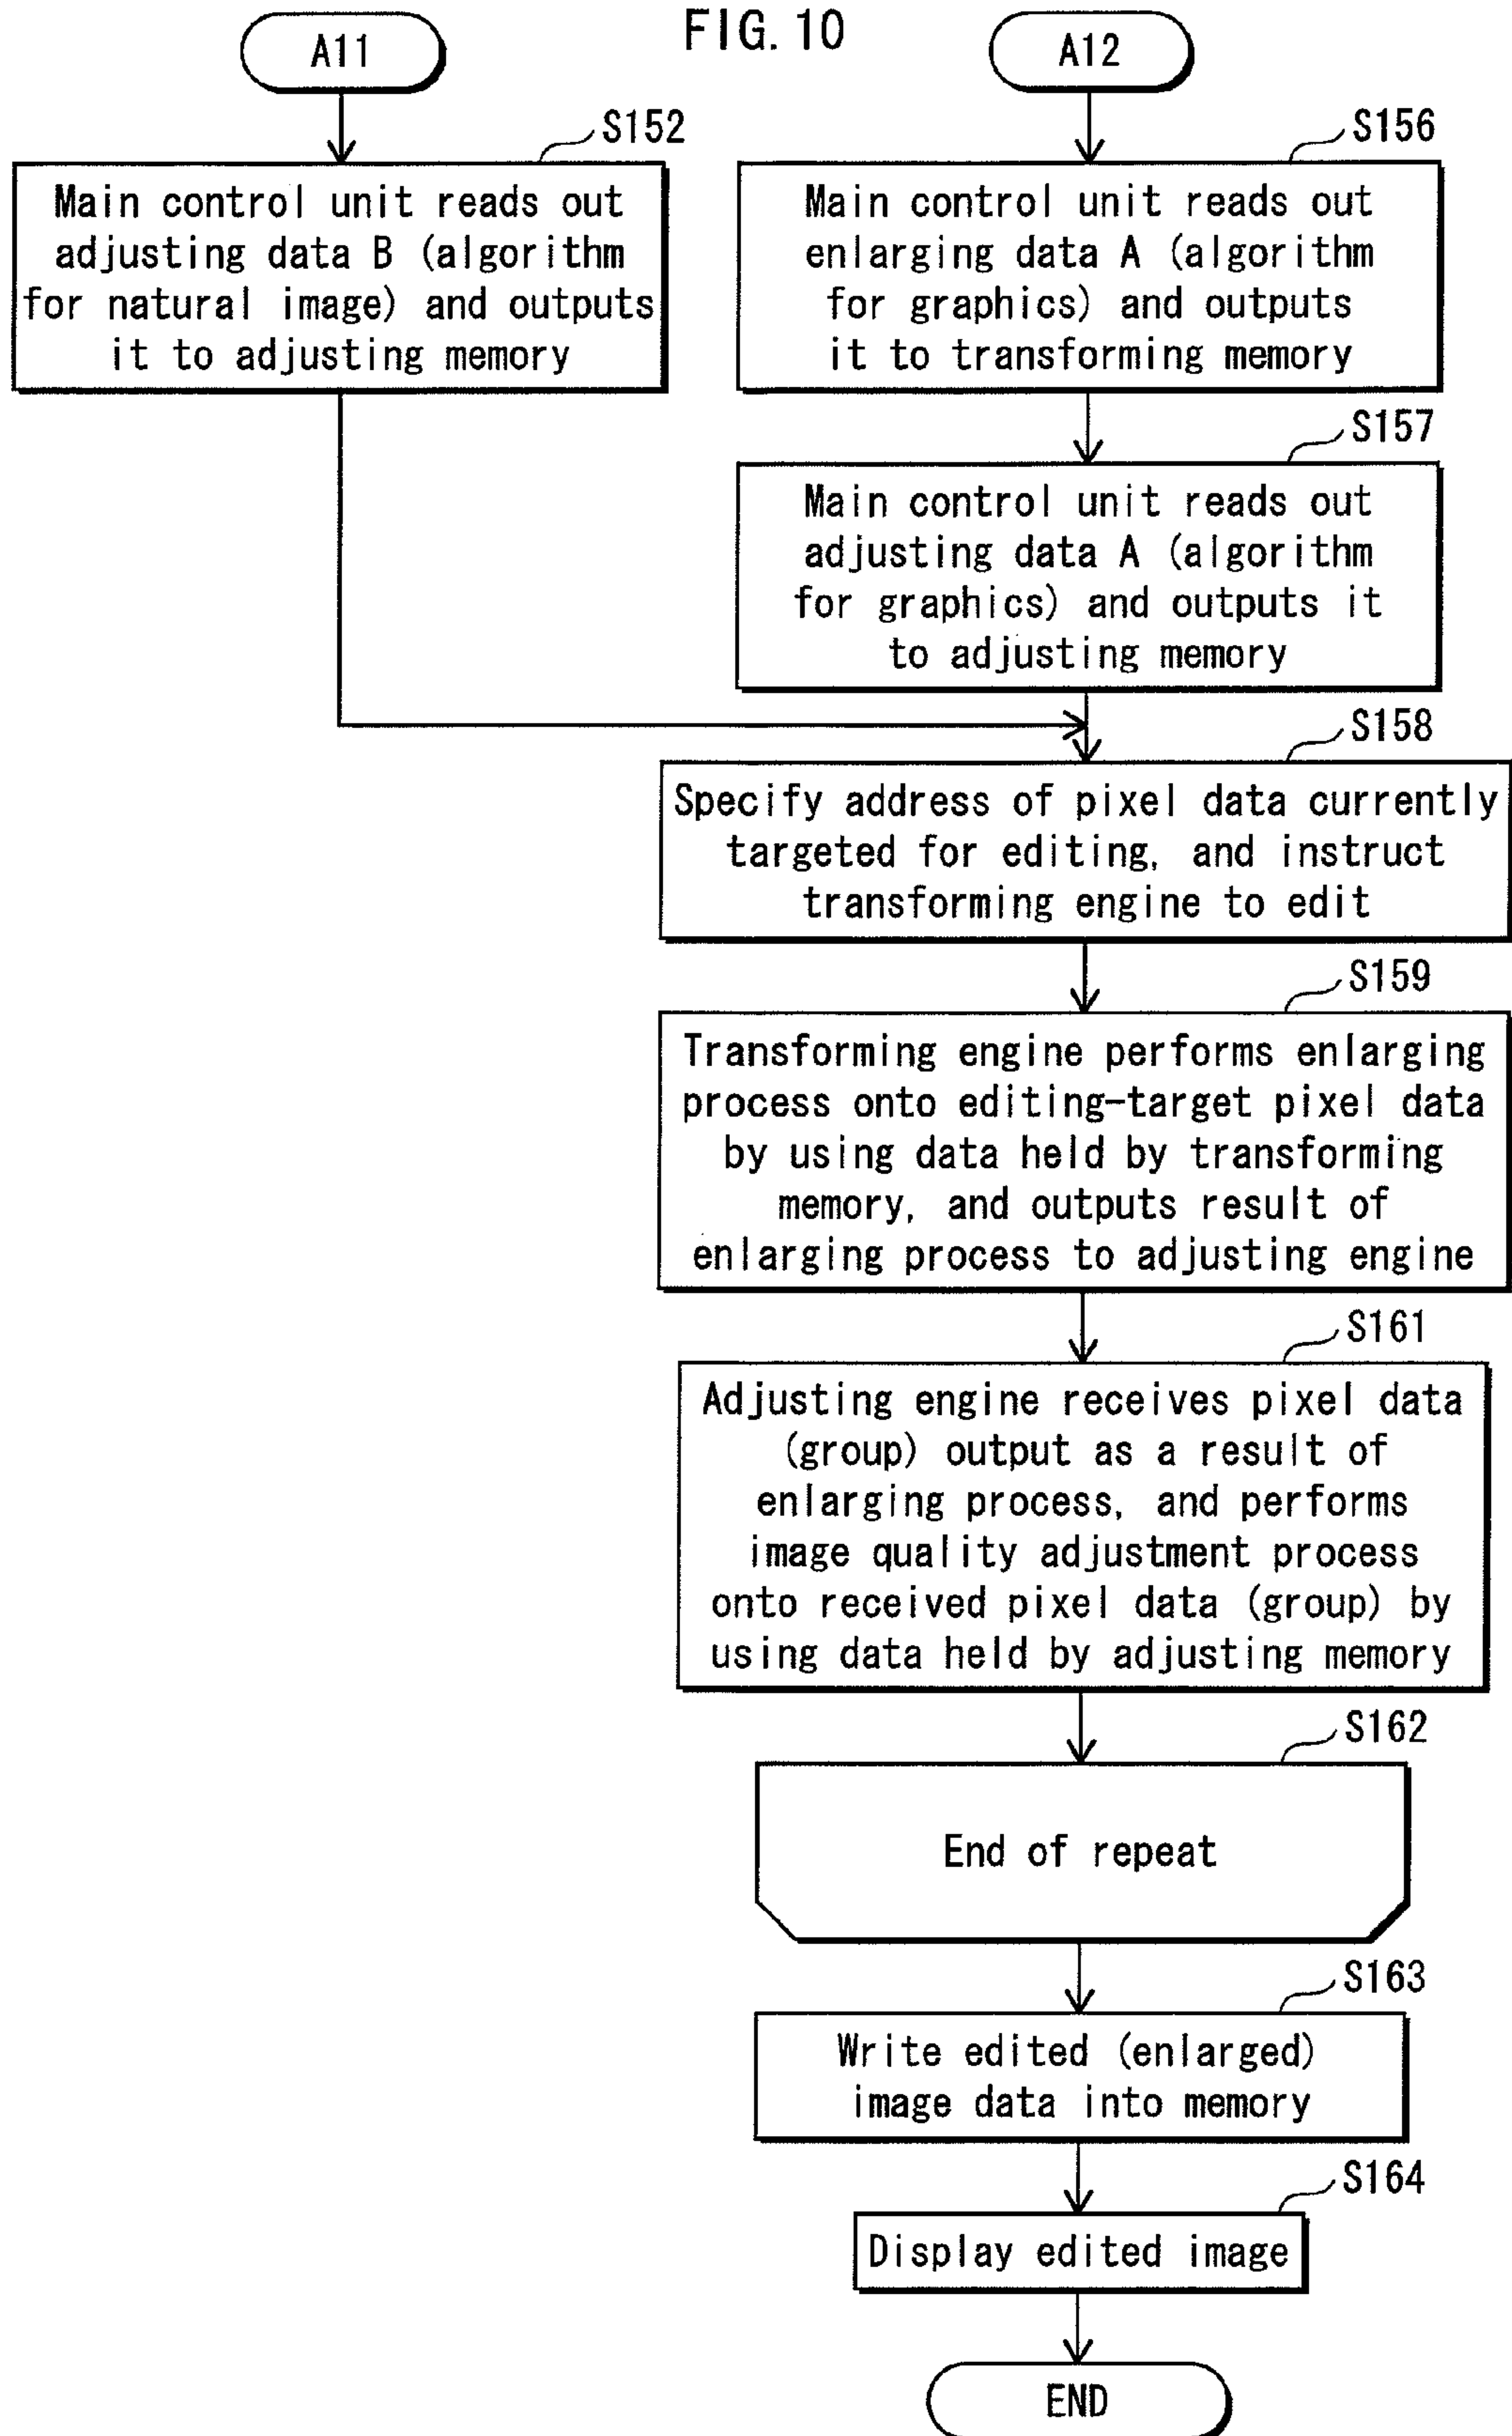 FIG. 10
A11
A12
S152
Main control unit reads out
adjusting data B (algorithm
for natural image) and outputs
it to adjusting memory
S156
Main control unit reads out
enlarging data A (algorithm
for graphics) and outputs
it to transforming memory
S157
Main control unit reads out
adjusting data A (algorithm
for graphics) and outputs it
to adjusting memory
S158
Specify address of pixel data currently
targeted for editing, and instruct
transforming engine to edit
S159
Transforming engine performs enlarging
process onto editing-target pixel data
by using data held by transforming
memory, and outputs result of
enlarging process to adjusting engine
S161
Adjusting engine receives pixel data
(group) output as a result of
enlarging process, and performs
image quality adjustment process
onto received pixel data (group) by
using data held by adjusting memory
S162
End of repeat
S163
Write edited (enlarged)
image data into memory
S164
Display edited image
END